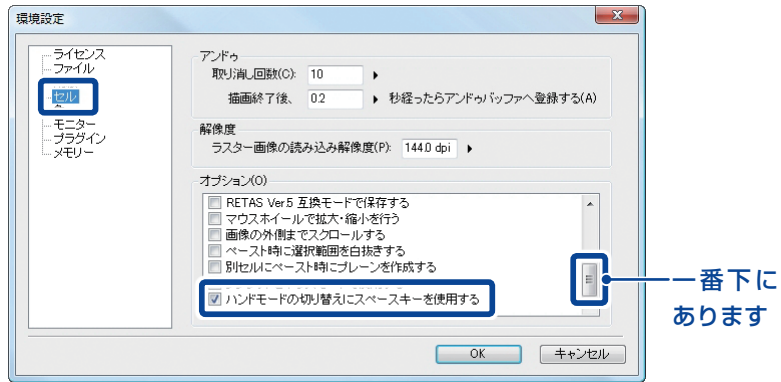 環境設定
ライセンス
ファイル
セル
モニター
プラグイン
メモリー
アンドゥ
取り消し回数(C): 10
描画終了後、 0.2 秒経ったらアンドゥバッファへ登録する(A)
解像度
ラスター画像の読み込み解像度(P): 144.0 dpi
オプション(O)
RETAS Ver.5 互換モードで保存する
マウスホイールで拡大・縮小を行う
画像の外側までスクロールする
ペースト時に選択範囲を白抜きする
別セルにペースト時にプレーンを作成する
ハンドモードの切り替えにスペースキーを使用する
一番下に
あります
OK キャンセル